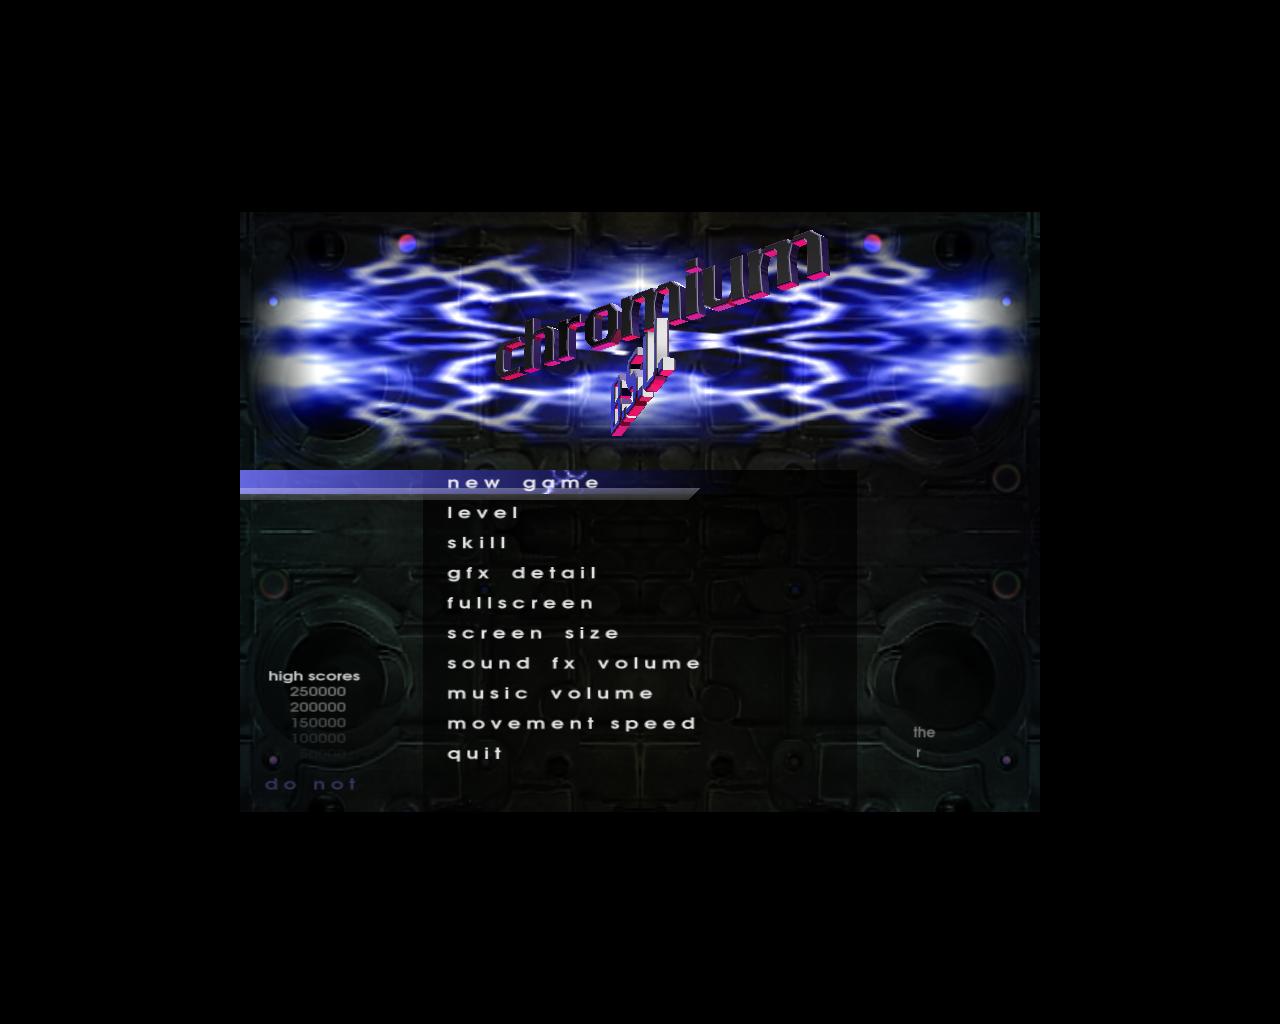 chromium
new game
level
skill
gfx detail
fullscreen
screen size
sound fx volume
music volume
movement speed
quit
high scores
250000
200000
150000
100000
50000
do not
the
r